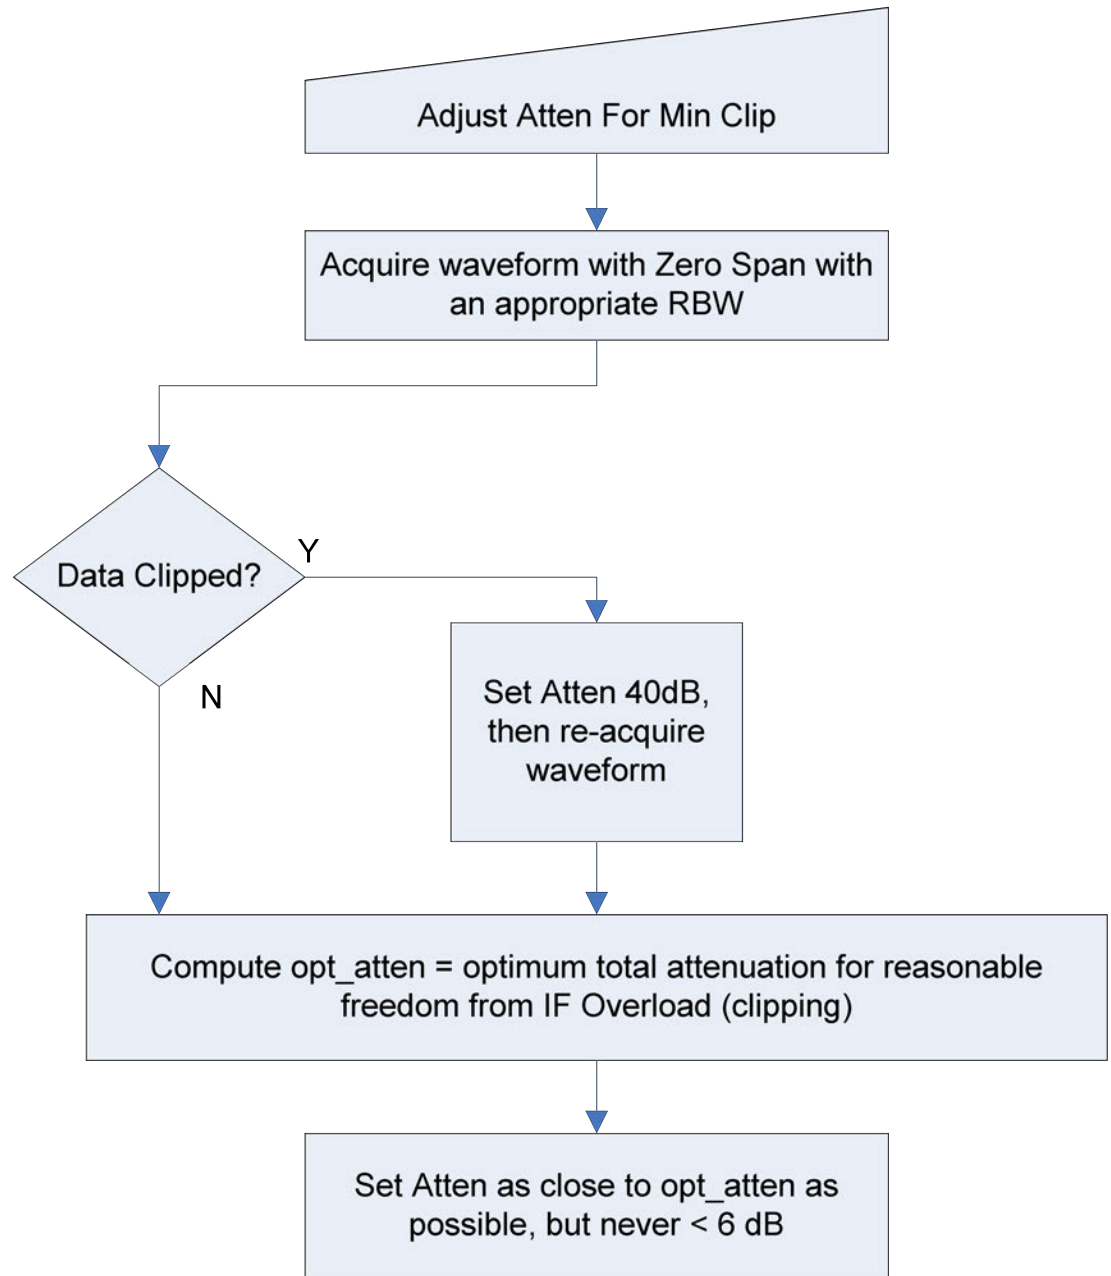 Adjust Atten For Min Clip
Acquire waveform with Zero Span with
an appropriate RBW
Data Clipped?
Y
N
Set Atten 40dB,
then re-acquire
waveform
Compute opt_atten = optimum total attenuation for reasonable
freedom from IF Overload (clipping)
Set Atten as close to opt_atten as
possible, but never < 6 dB